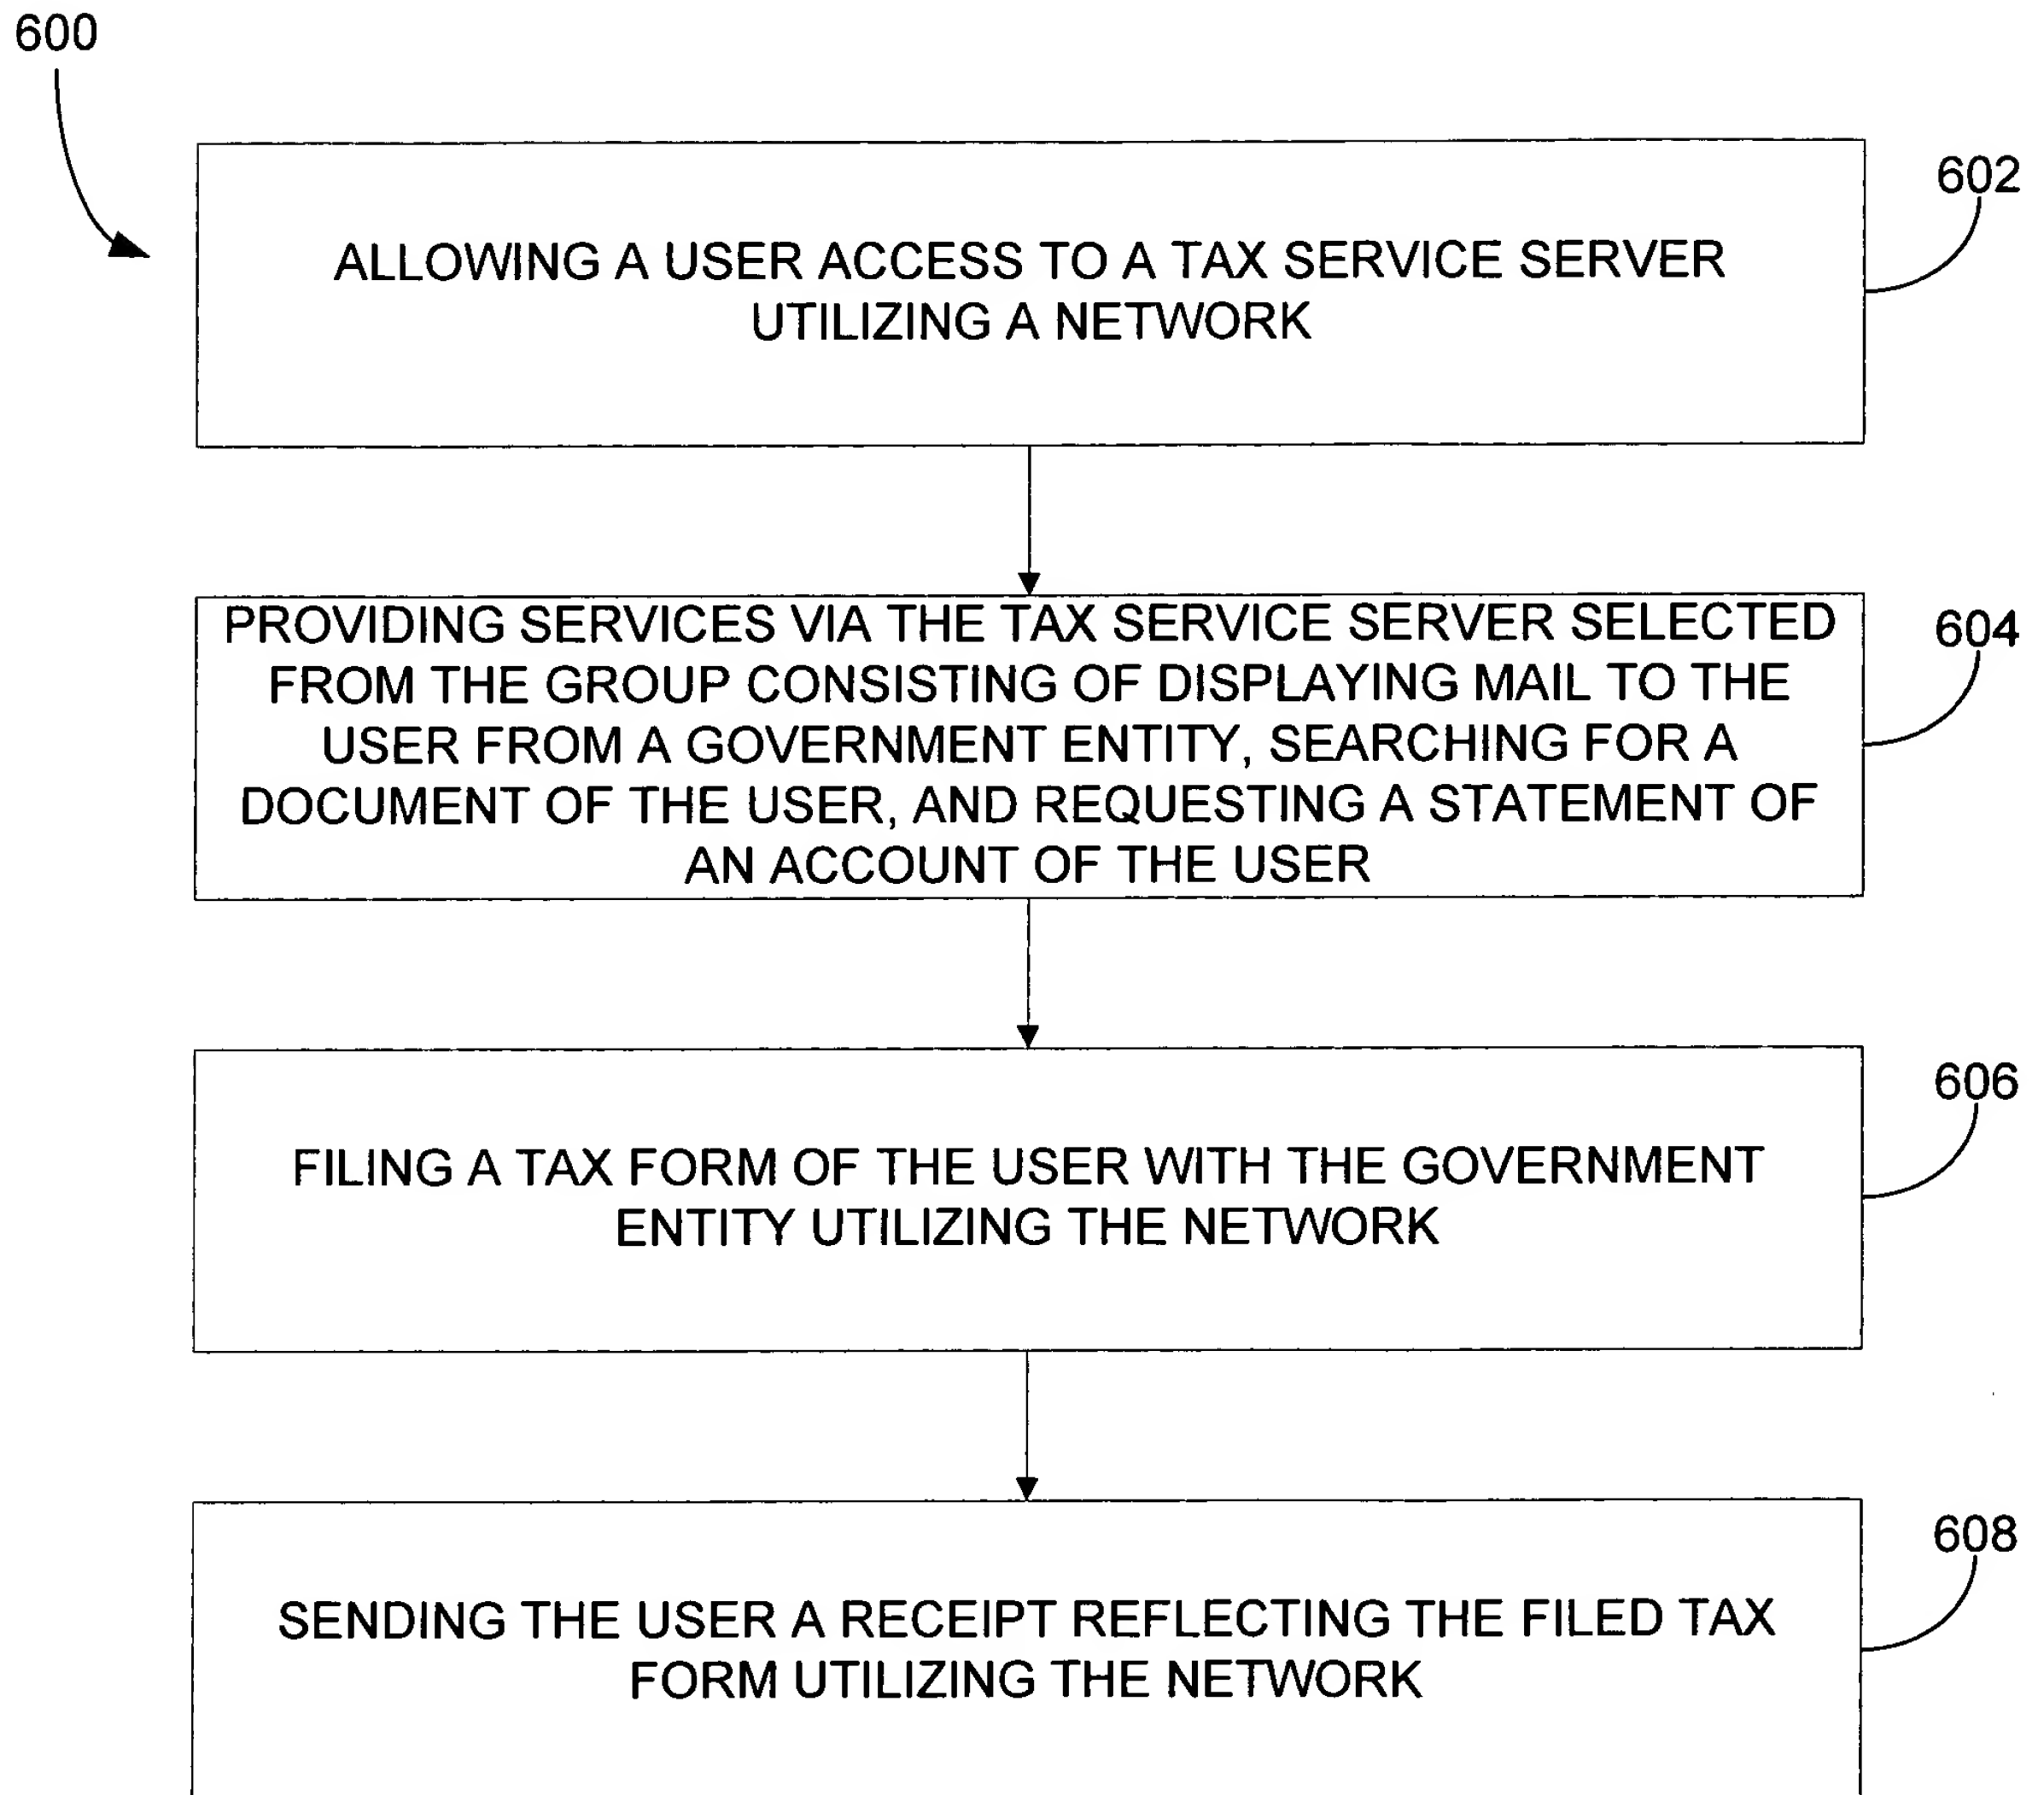 600
602
ALLOWING A USER ACCESS TO A TAX SERVICE SERVER
UTILIZING A NETWORK
604
PROVIDING SERVICES VIA THE TAX SERVICE SERVER SELECTED
FROM THE GROUP CONSISTING OF DISPLAYING MAIL TO THE
USER FROM A GOVERNMENT ENTITY, SEARCHING FOR A
DOCUMENT OF THE USER, AND REQUESTING A STATEMENT OF
AN ACCOUNT OF THE USER
606
FILING A TAX FORM OF THE USER WITH THE GOVERNMENT
ENTITY UTILIZING THE NETWORK
608
SENDING THE USER A RECEIPT REFLECTING THE FILED TAX
FORM UTILIZING THE NETWORK